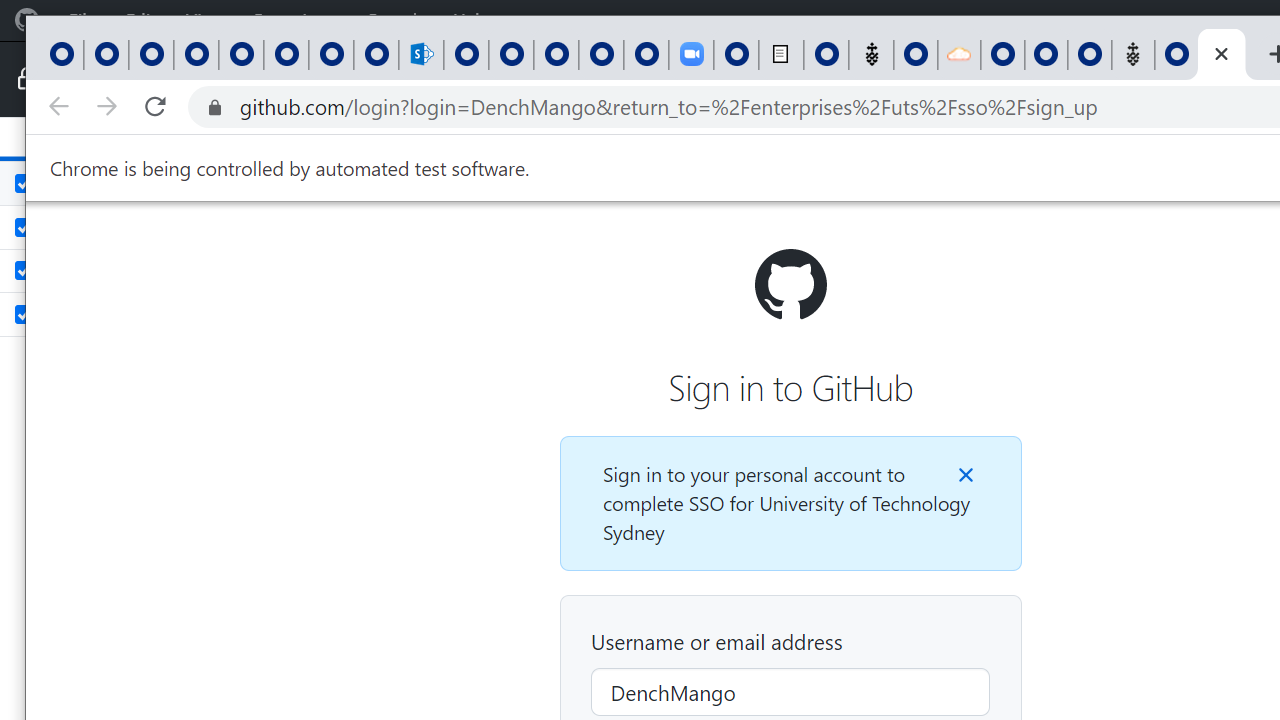 github.com/login?login=DenchMango&return_to=%2Fenterprises%2Futs%2Fsso%2Fsign_up
Chrome is being controlled by automated test software.
Sign in to GitHub
Sign in to your personal account to
complete SSO for University of Technology
Sydney
Username or email address
DenchMango